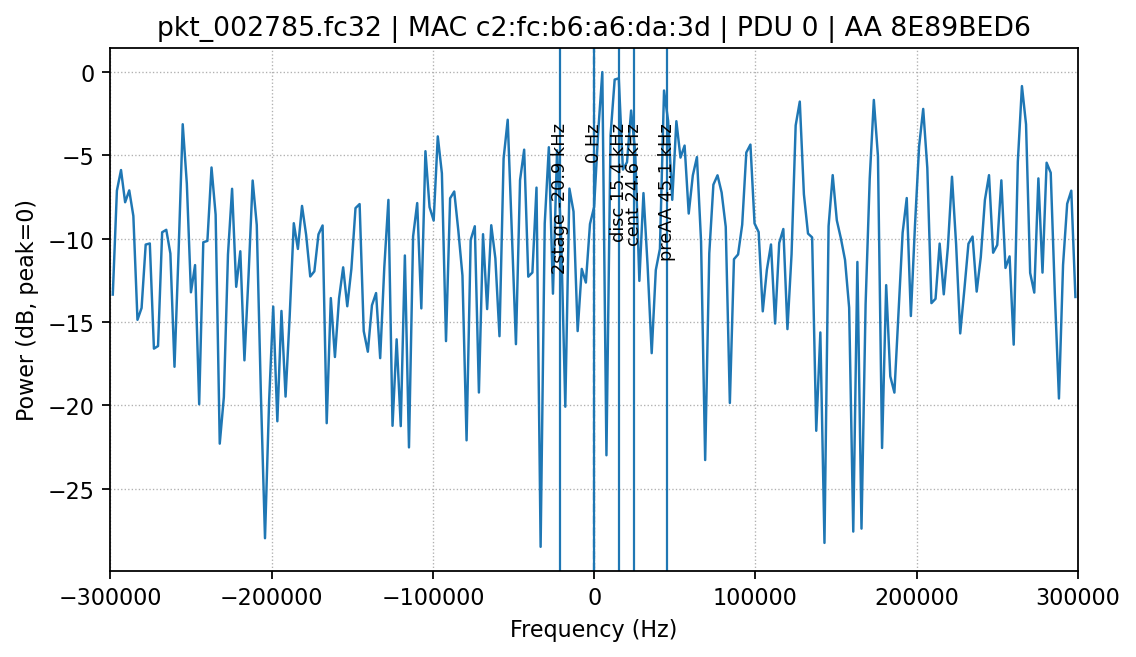 pkt_002785.fc32 | MAC c2:fc:b6:a6:da:3d | PDU 0 | AA 8E89BED6
Power (dB, peak=0)
0
−5
−10
−15
−20
−25
2stage -20.9 kHz
0 Hz
disc 15.4 kHz
cent 24.6 kHz
preAA 45.1 kHz
−300000
−200000
−100000
0
100000
200000
300000
Frequency (Hz)